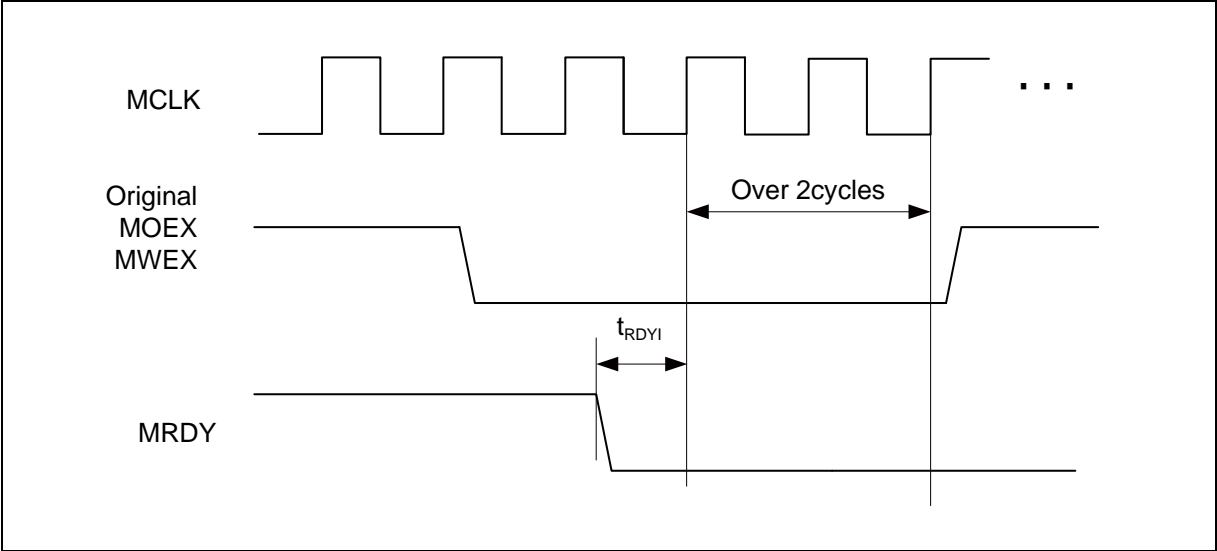 MCLK
. . .
Original
MOEX
MWEX
Over 2cycles
tRDYI
MRDY